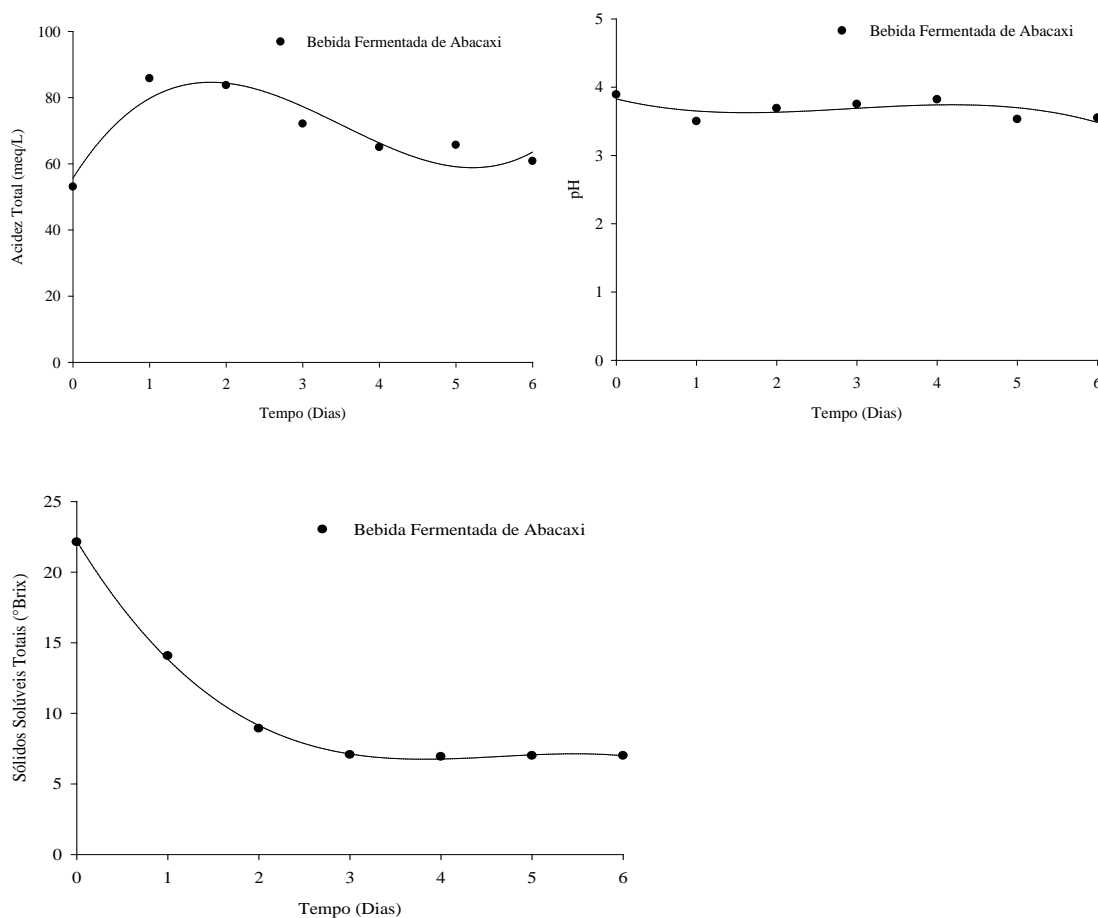 Bebida Fermentada de Abacaxi
100
80
60
40
20
0
Acidez Total (meq/L)
0 1 2 3 4 5 6
Tempo (Dias)
Bebida Fermentada de Abacaxi
5
4
3
2
1
0
pH
0 1 2 3 4 5 6
Tempo (Dias)
Bebida Fermentada de Abacaxi
25
20
15
10
5
0
Sólidos Solúveis Totais (°Brix)
0 1 2 3 4 5 6
Tempo (Dias)